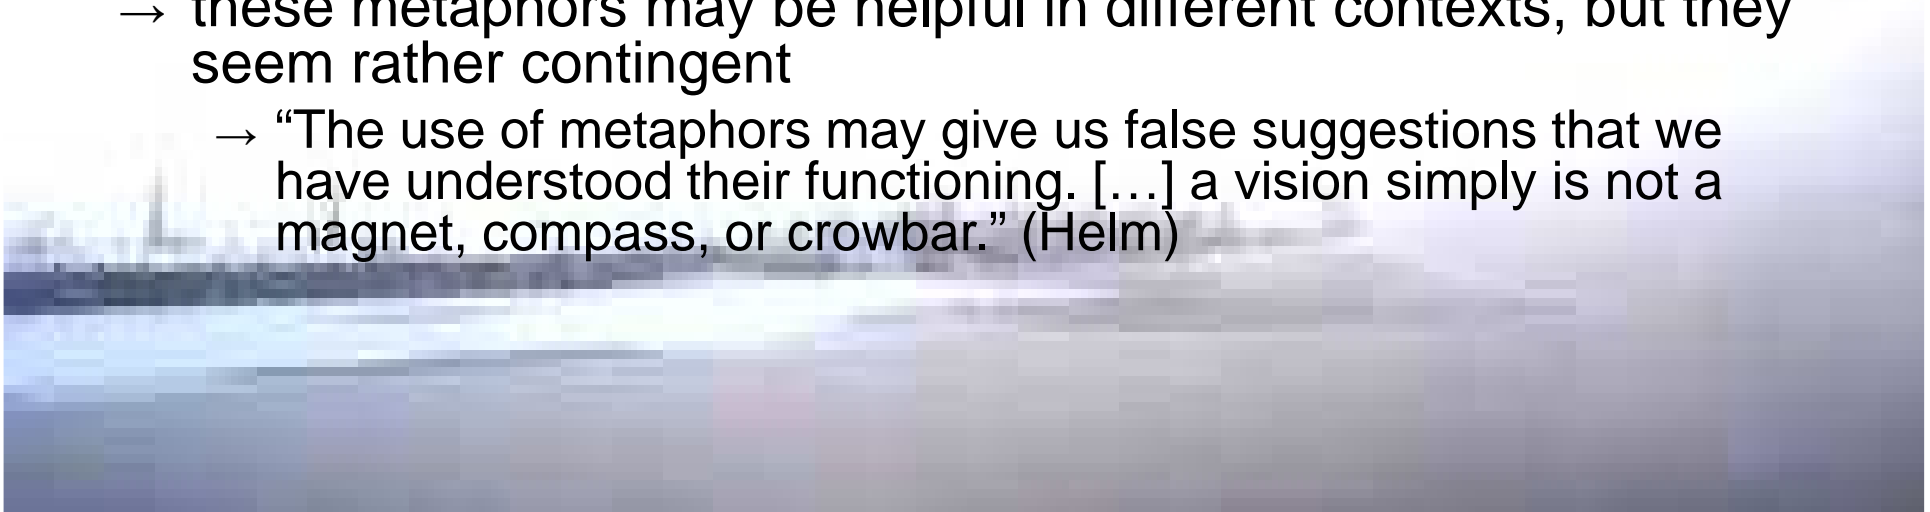 → these metaphors may be helpful in different contexts, but they
seem rather contingent
→ “The use of metaphors may give us false suggestions that we
have understood their functioning. […] a vision simply is not a
magnet, compass, or crowbar.” (Helm)